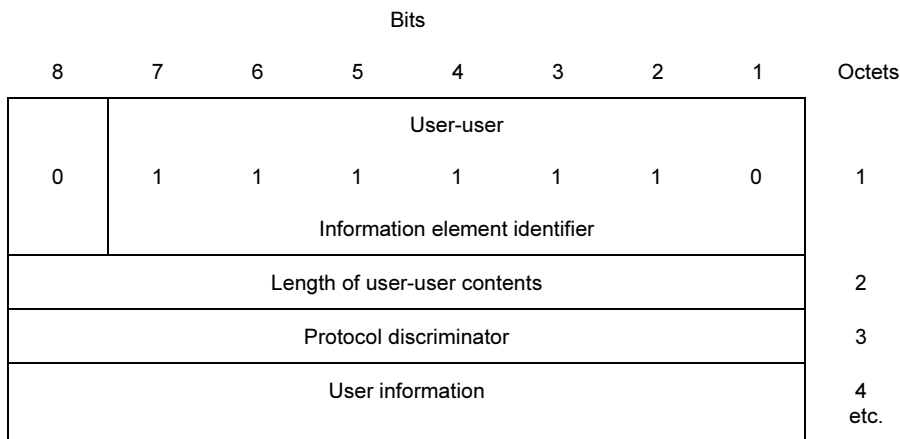 Bits
8 7 6 5 4 3 2 1 Octets
User-user
0 1 1 1 1 1 1 0 1
Information element identifier
Length of user-user contents 2
Protocol discriminator 3
User information 4
etc.